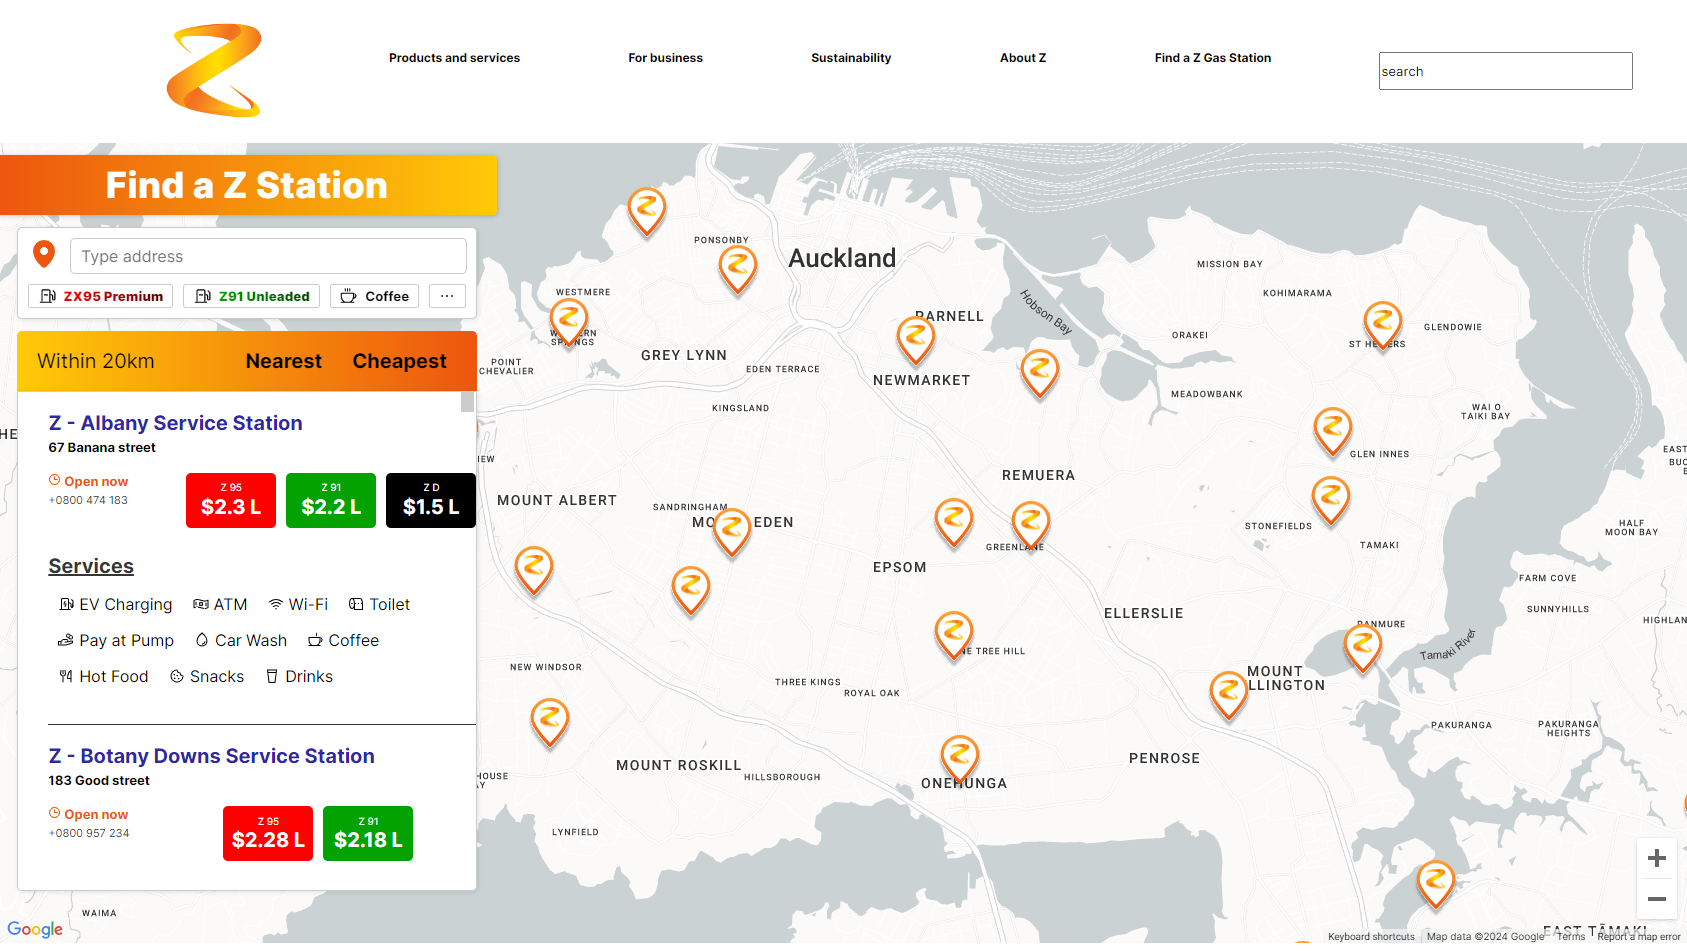 Products and services
For business
Sustainability
About Z
Find a Z Gas Station
search
Find a Z Station
Type address
ZX95 Premium
Z91 Unleaded
Coffee
...
Within 20km
Nearest
Cheapest
Z - Albany Service Station
67 Banana street
Open now
+0800 474 183
Z 95
$2.3 L
Z 91
$2.2 L
Z D
$1.5 L
Services
EV Charging
ATM
Wi-Fi
Toilet
Pay at Pump
Car Wash
Coffee
Hot Food
Snacks
Drinks
Z - Botany Downs Service Station
183 Good street
Open now
+0800 957 234
Z 95
$2.28 L
Z 91
$2.18 L
PONSONBY
Auckland
MISSION BAY
WESTMERE
KOHIMARAMA
Hobson Bay
PARNELL
GLENDOWIE
ORAKEI
GREY LYNN
POINT
CHEVALIER
EDEN TERRACE
NEWMARKET
MEADOWBANK
KINGSLAND
WAI O
TAIKI BAY
GLEN INNES
REMUERA
MOUNT ALBERT
SANDRINGHAM
EDEN
STONEFIELDS
HALF
MOON BAY
GREENLANE
TAMAKI
EPSOM
FARM COVE
SUNNYHILLS
ELLERSLIE
HIGHLAN
Tamaki River
TREE HILL
NEW WINDSOR
MOUNT
THREE KINGS
ROYAL OAK
PAKURANGA
PAKURANGA
HEIGHTS
PENROSE
MOUNT ROSKILL
HILLSBOROUGH
HOUSE
ONEHUNGA
LYNFIELD
WAIMA
EAST TĀMAKI
Google
Keyboard shortcuts
Map data ©2024 Google
Terms
Report a map error